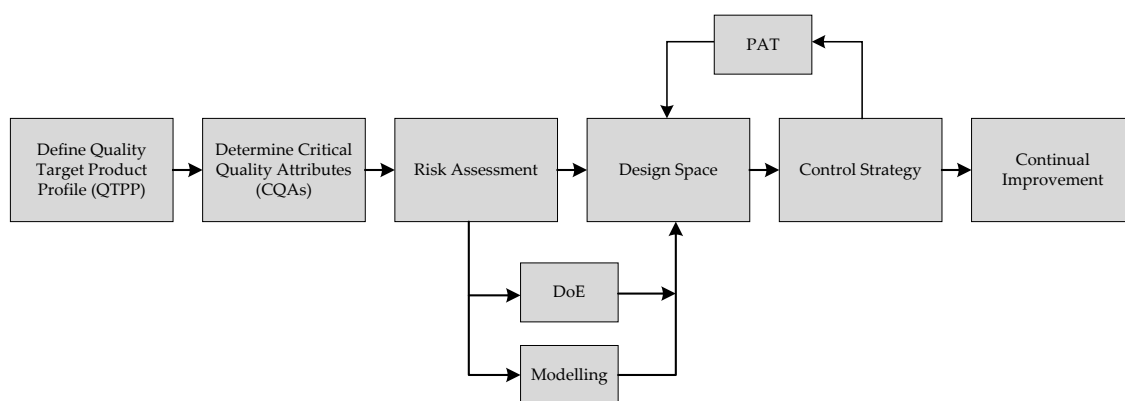 PAT
Define Quality
Target Product
Profile (QTPP)
Determine Critical
Quality Attributes
(CQAs)
Risk Assessment
Design Space
Control Strategy
Continual
Improvement
DoE
Modelling